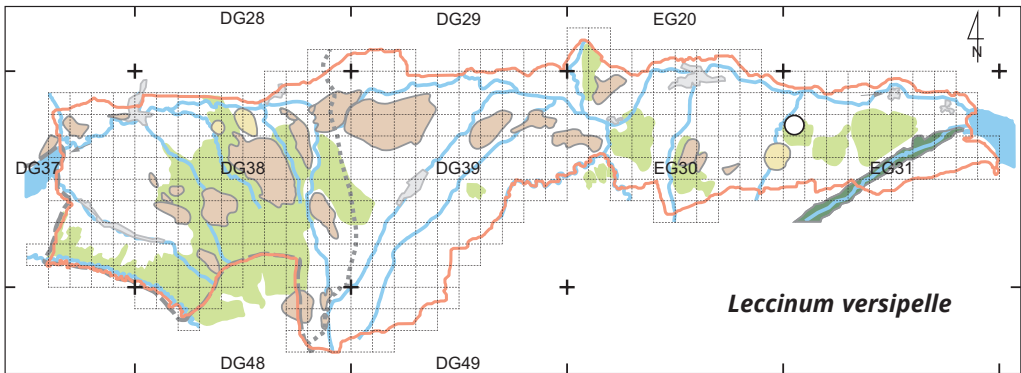 DG28 DG29 EG20
N
DG37 DG38 DG39 EG30 EG31
Leccinum versipelle
DG48 DG49